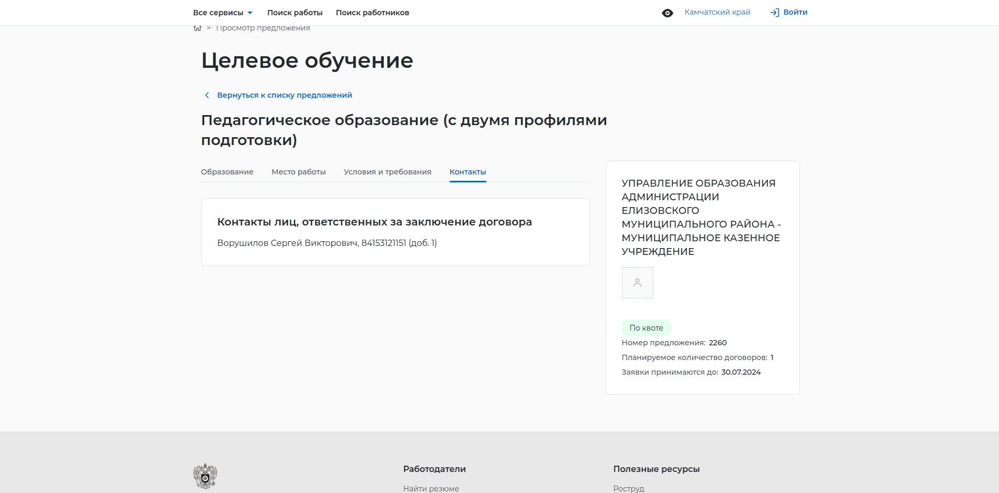 Все сервисы
Поиск работы
Поиск работников
Камчатский край
Войти
> Просмотр предложения
Целевое обучение
Вернуться к списку предложений
Педагогическое образование (с двумя профилями
подготовки)
Образование
Место работы
Условия и требования
Контакты
Контакты лиц, ответственных за заключение договора
Ворушилов Сергей Викторович, 84153121151 (доб. 1)
УПРАВЛЕНИЕ ОБРАЗОВАНИЯ
АДМИНИСТРАЦИИ
ЕЛИЗОВСКОГО
МУНИЦИПАЛЬНОГО РАЙОНА -
МУНИЦИПАЛЬНОЕ КАЗЕННОЕ
УЧРЕЖДЕНИЕ
По квоте
Номер предложения: 2260
Планируемое количество договоров: 1
Заявки принимаются до: 30.07.2024
Работодатели
Найти резюме
Полезные ресурсы
Роструд